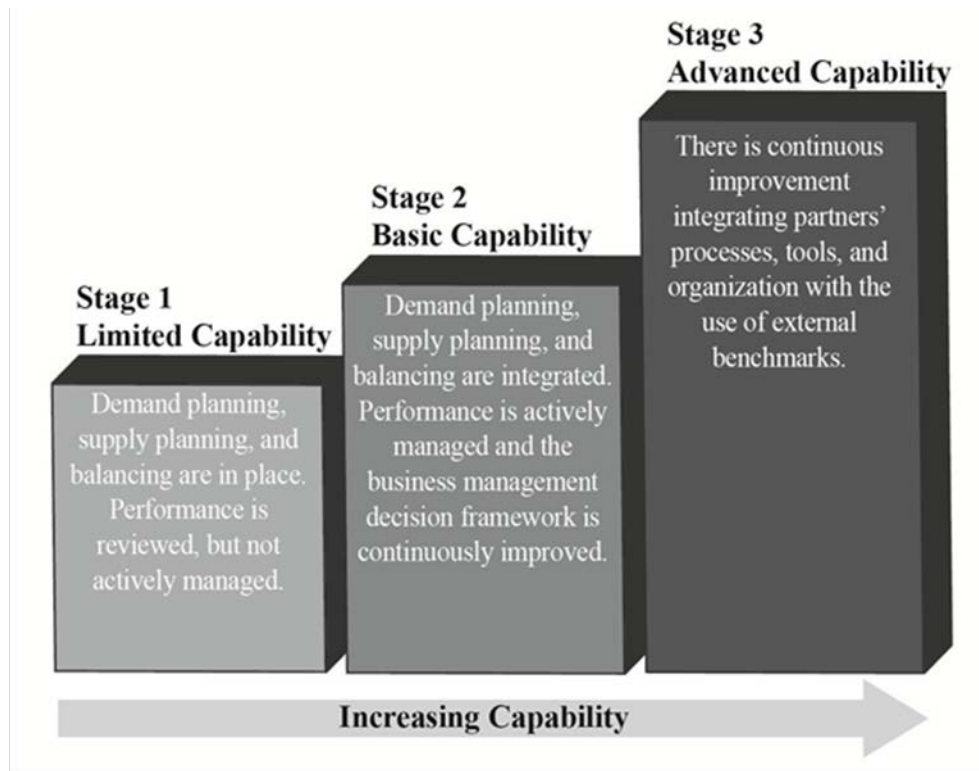 Stage 1
Limited Capability
Demand planning,
supply planning, and
balancing are in place.
Performance is
reviewed, but not
actively managed.
Stage 2
Basic Capability
Demand planning,
supply planning, and
balancing are integrated.
Performance is actively
managed and the
business management
decision framework is
continuously improved.
Stage 3
Advanced Capability
There is continuous
improvement
integrating partners’
processes, tools, and
organization with the
use of external
benchmarks.
Increasing Capability